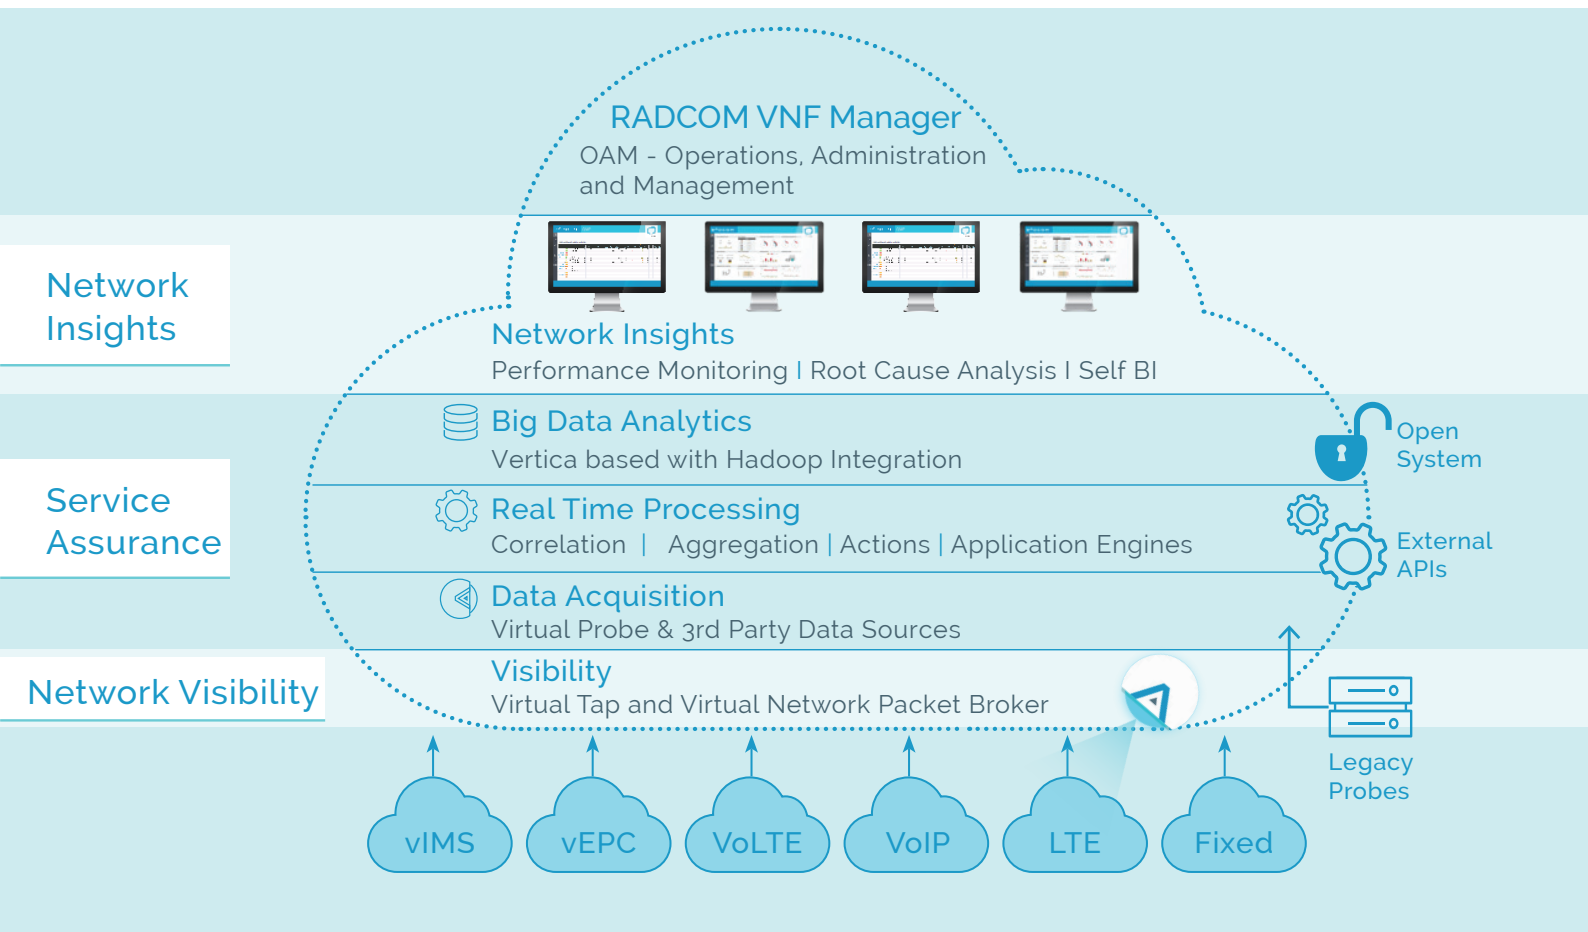 RADCOM VNF Manager
OAM - Operations, Administration
and Management
Network
Insights
Network Insights
Performance Monitoring | Root Cause Analysis I Self BI
Big Data Analytics
Vertica based with Hadoop Integration
Open
System
Service
Assurance
Real Time Processing
Correlation | Aggregation | Actions | Application Engines
External
APIs
Data Acquisition
Virtual Probe & 3rd Party Data Sources
Network Visibility
Visibility
Virtual Tap and Virtual Network Packet Broker
Legacy
Probes
vIMS
vEPC
VoLTE
VoIP
LTE
Fixed